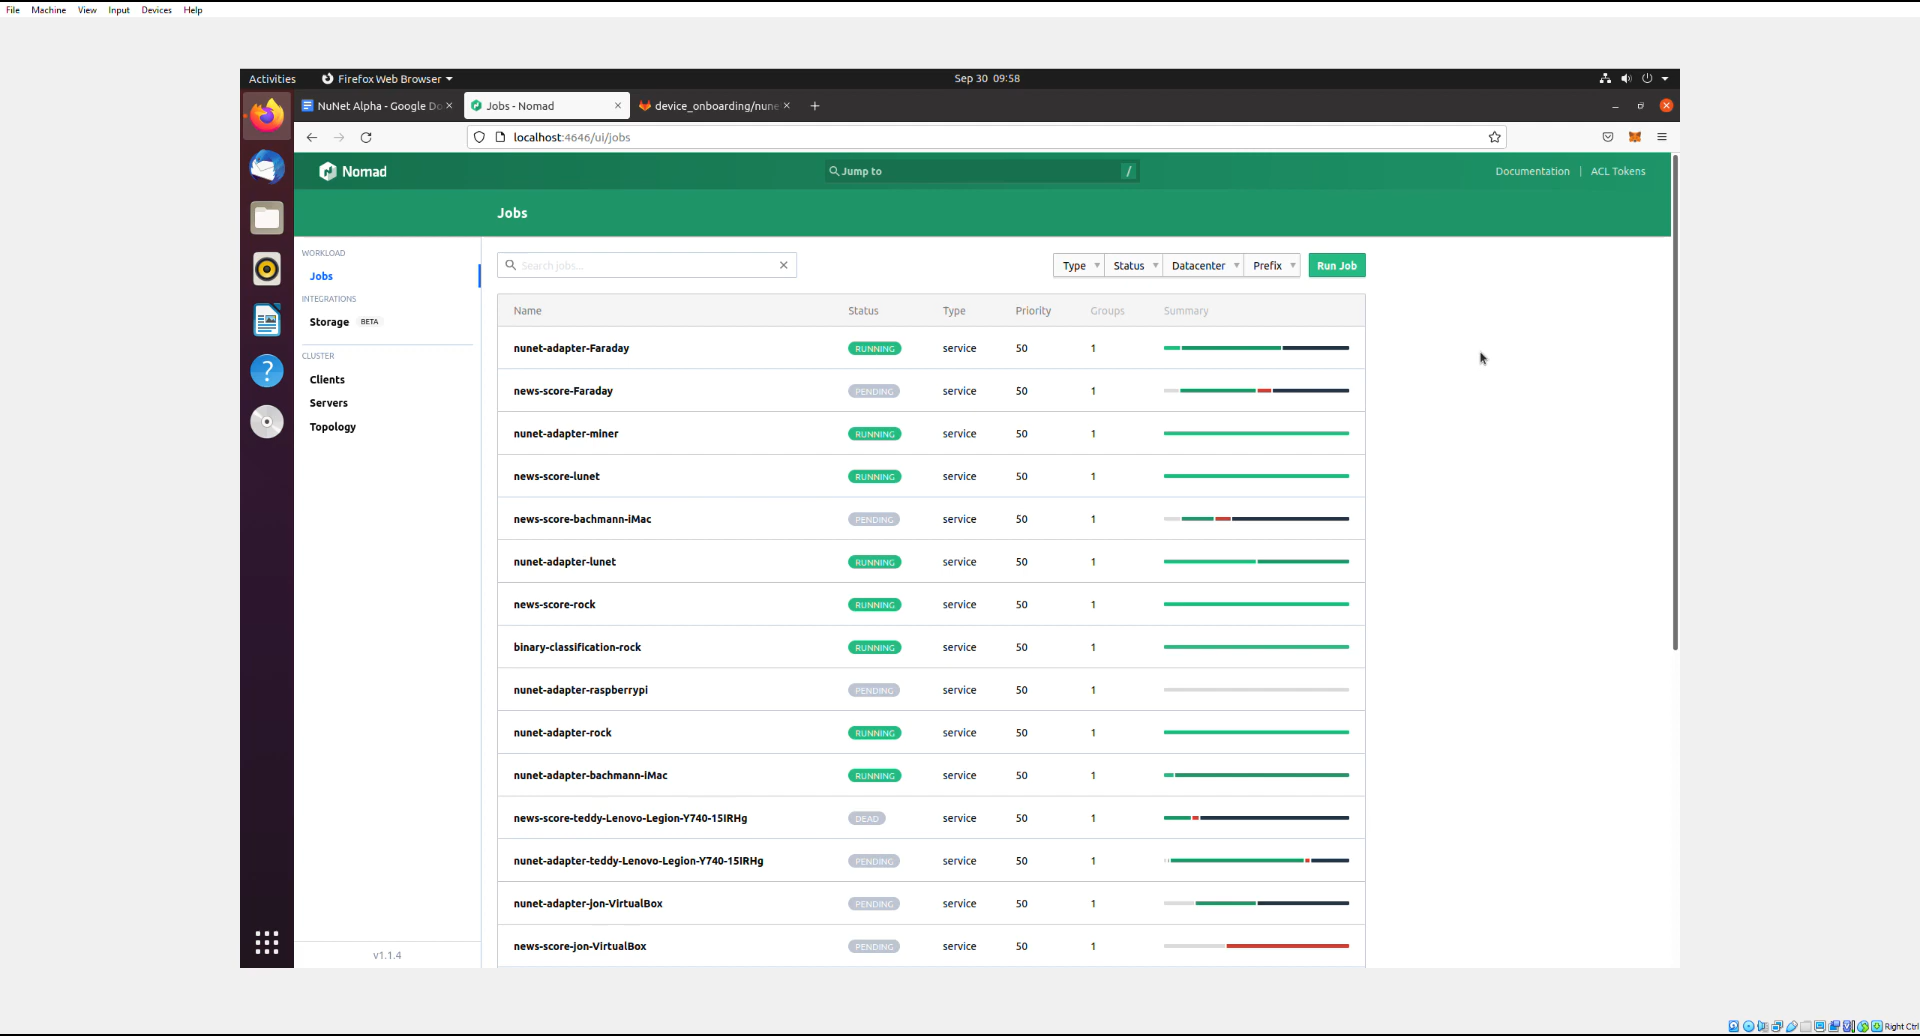 File Machine View Input Devices Help
Activities Firefox Web Browser Sep 30 09:58
NuNet Alpha - Google Do Jobs - Nomad device_onboarding/nune
localhost:4646/ui/jobs
Nomad Jump to / Documentation | ACL Tokens
Jobs
WORKLOAD
Jobs
INTEGRATIONS
Storage BETA
CLUSTER
Clients
Servers
Topology
v1.1.4
Search jobs... Type Status Datacenter Prefix Run Job
Name Status Type Priority Groups Summary
nunet-adapter-Faraday RUNNING service 50 1
news-score-Faraday PENDING service 50 1
nunet-adapter-miner RUNNING service 50 1
news-score-lunet RUNNING service 50 1
news-score-bachmann-iMac PENDING service 50 1
nunet-adapter-lunet RUNNING service 50 1
news-score-rock RUNNING service 50 1
binary-classification-rock RUNNING service 50 1
nunet-adapter-raspberrypi PENDING service 50 1
nunet-adapter-rock RUNNING service 50 1
nunet-adapter-bachmann-iMac RUNNING service 50 1
news-score-teddy-Lenovo-Legion-Y740-15IRHg DEAD service 50 1
nunet-adapter-teddy-Lenovo-Legion-Y740-15IRHg PENDING service 50 1
nunet-adapter-jon-VirtualBox PENDING service 50 1
news-score-jon-VirtualBox PENDING service 50 1
Right Ctrl